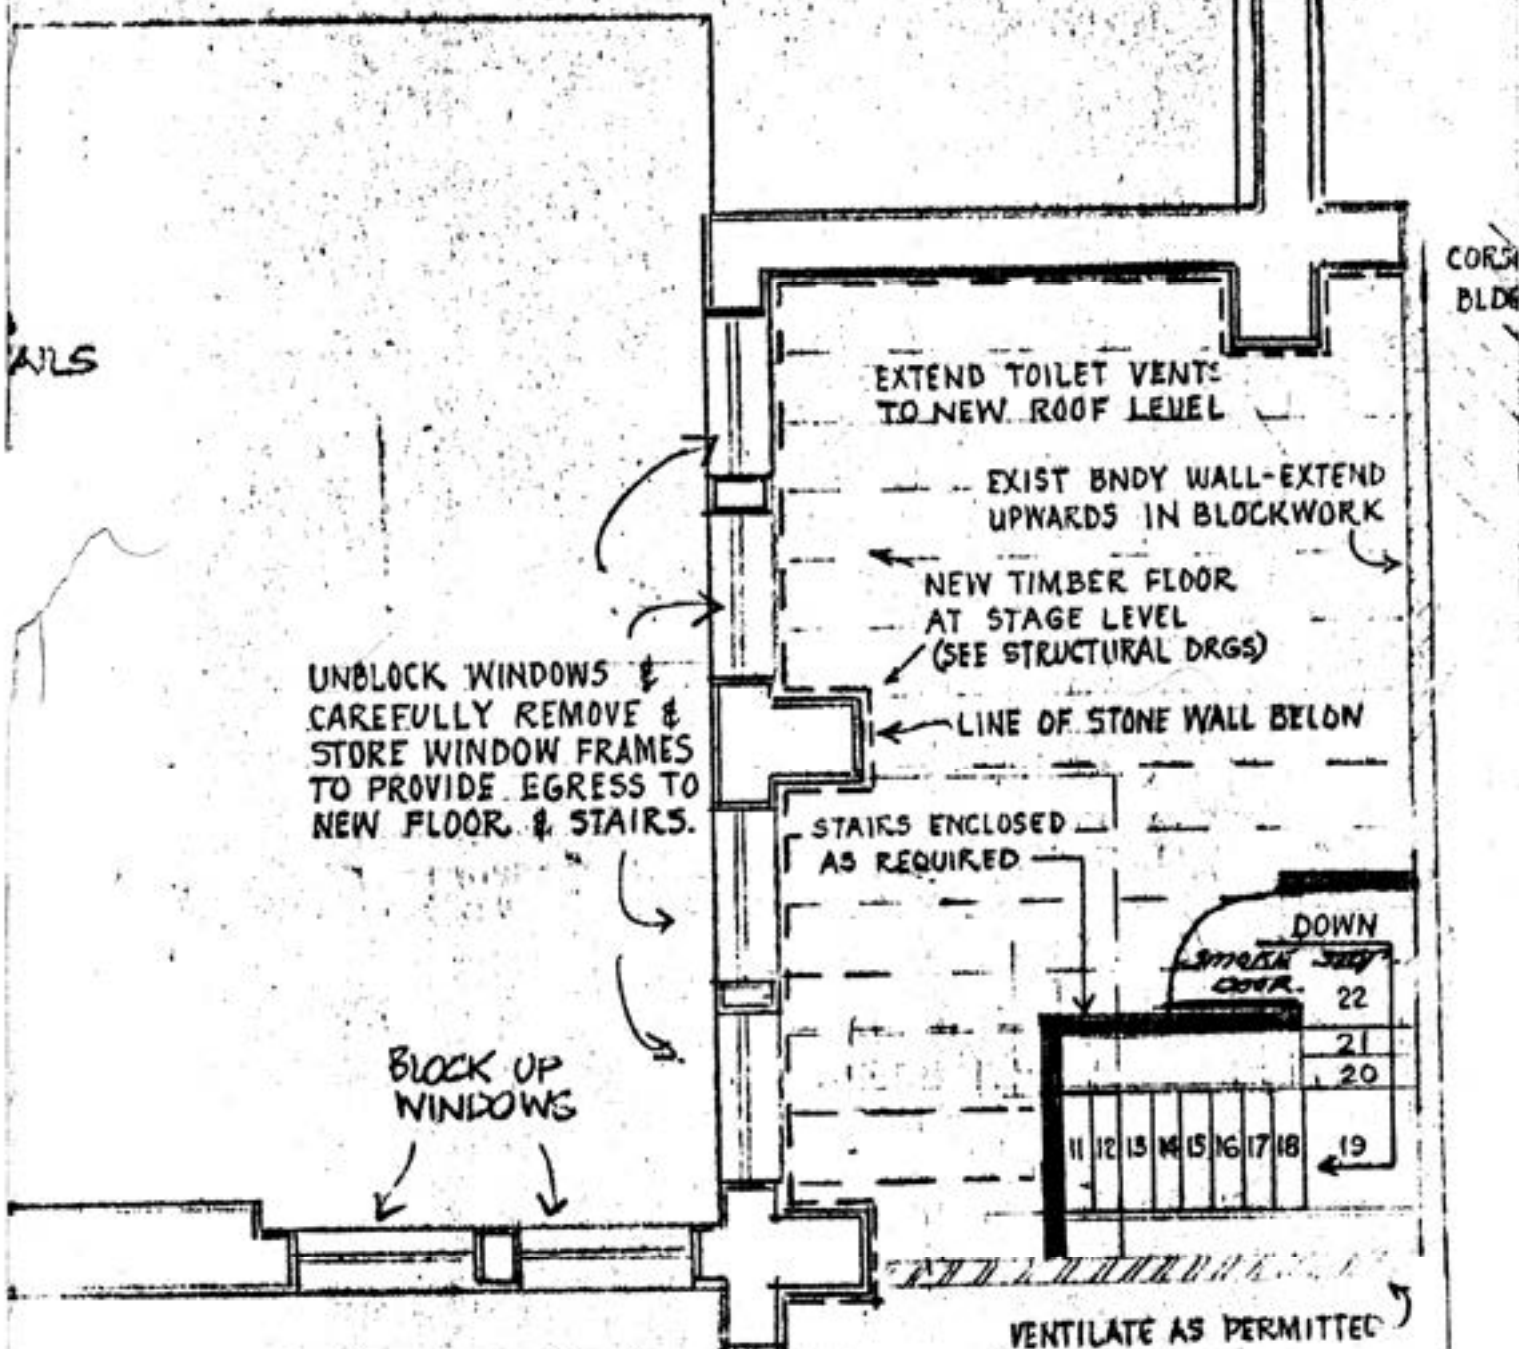 CORS
BLDG
AILS
EXTEND TOILET VENTS
TO NEW ROOF LEVEL
EXIST BNDY WALL-EXTEND
UPWARDS IN BLOCKWORK
NEW TIMBER FLOOR
AT STAGE LEVEL
(SEE STRUCTURAL DRGS)
UNBLOCK WINDOWS &
CAREFULLY REMOVE &
STORE WINDOW FRAMES
TO PROVIDE EGRESS TO
NEW FLOOR & STAIRS.
LINE OF STONE WALL BELOW
STAIRS ENCLOSED
AS REQUIRED
DOWN
SMOKE STOP
DOOR.
22
21
20
BLOCK UP
WINDOWS
11 12 13 14 15 16 17 18 19
VENTILATE AS PERMITTED